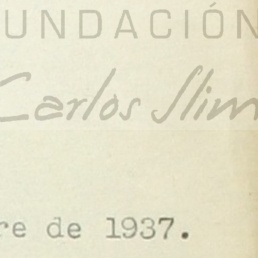 UNDACIÓN
Carlos Slim
re de 1937.